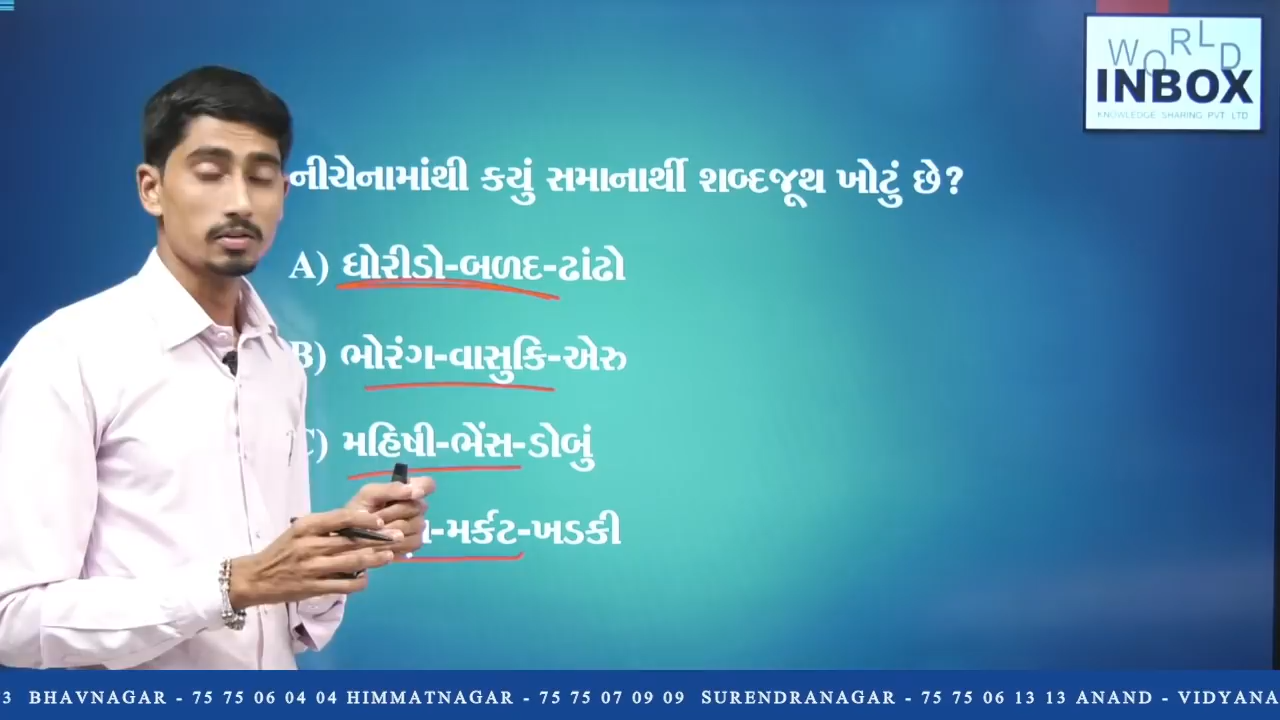 WORLD
INBOX
KNOWLEDGE SHARING PVT LTD
નીચેનામાંથી કયું સમાનાર્થી શબ્દજૂથ ખોટું છે?
A) ધોરીડો-બળદ-ઢાંઢો
B) ભોરંગ-વાસુકિ-એરુ
C) મહિષી-ભેંસ-ડોબું
-મર્કટ-ખડકી
3 BHAVNAGAR - 75 75 06 04 04 HIMMATNAGAR - 75 75 07 09 09 SURENDRANAGAR - 75 75 06 13 13 ANAND - VIDYANA